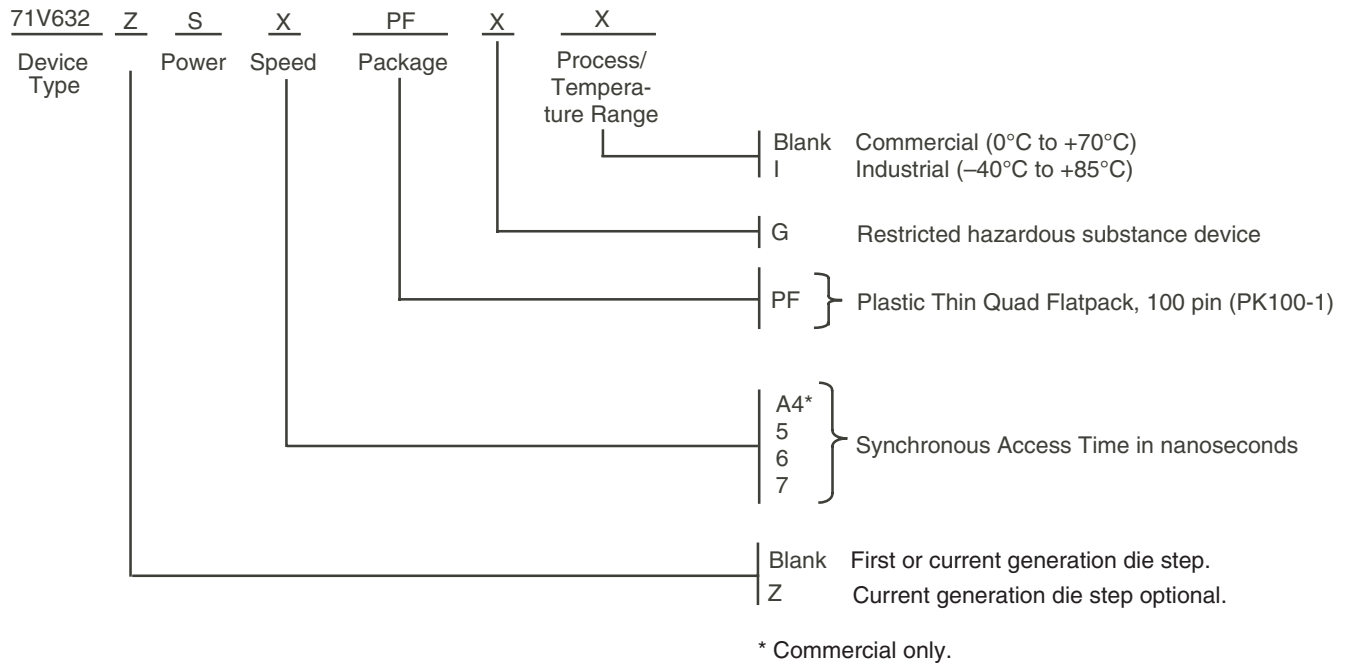 71V632 Z S X PF X X
Device Type
Power
Speed
Package
Process/
Tempera-
ture Range
Blank Commercial (0°C to +70°C)
I Industrial (–40°C to +85°C)
G Restricted hazardous substance device
PF Plastic Thin Quad Flatpack, 100 pin (PK100-1)
A4*
5
6
7
Synchronous Access Time in nanoseconds
Blank First or current generation die step.
Z Current generation die step optional.
* Commercial only.